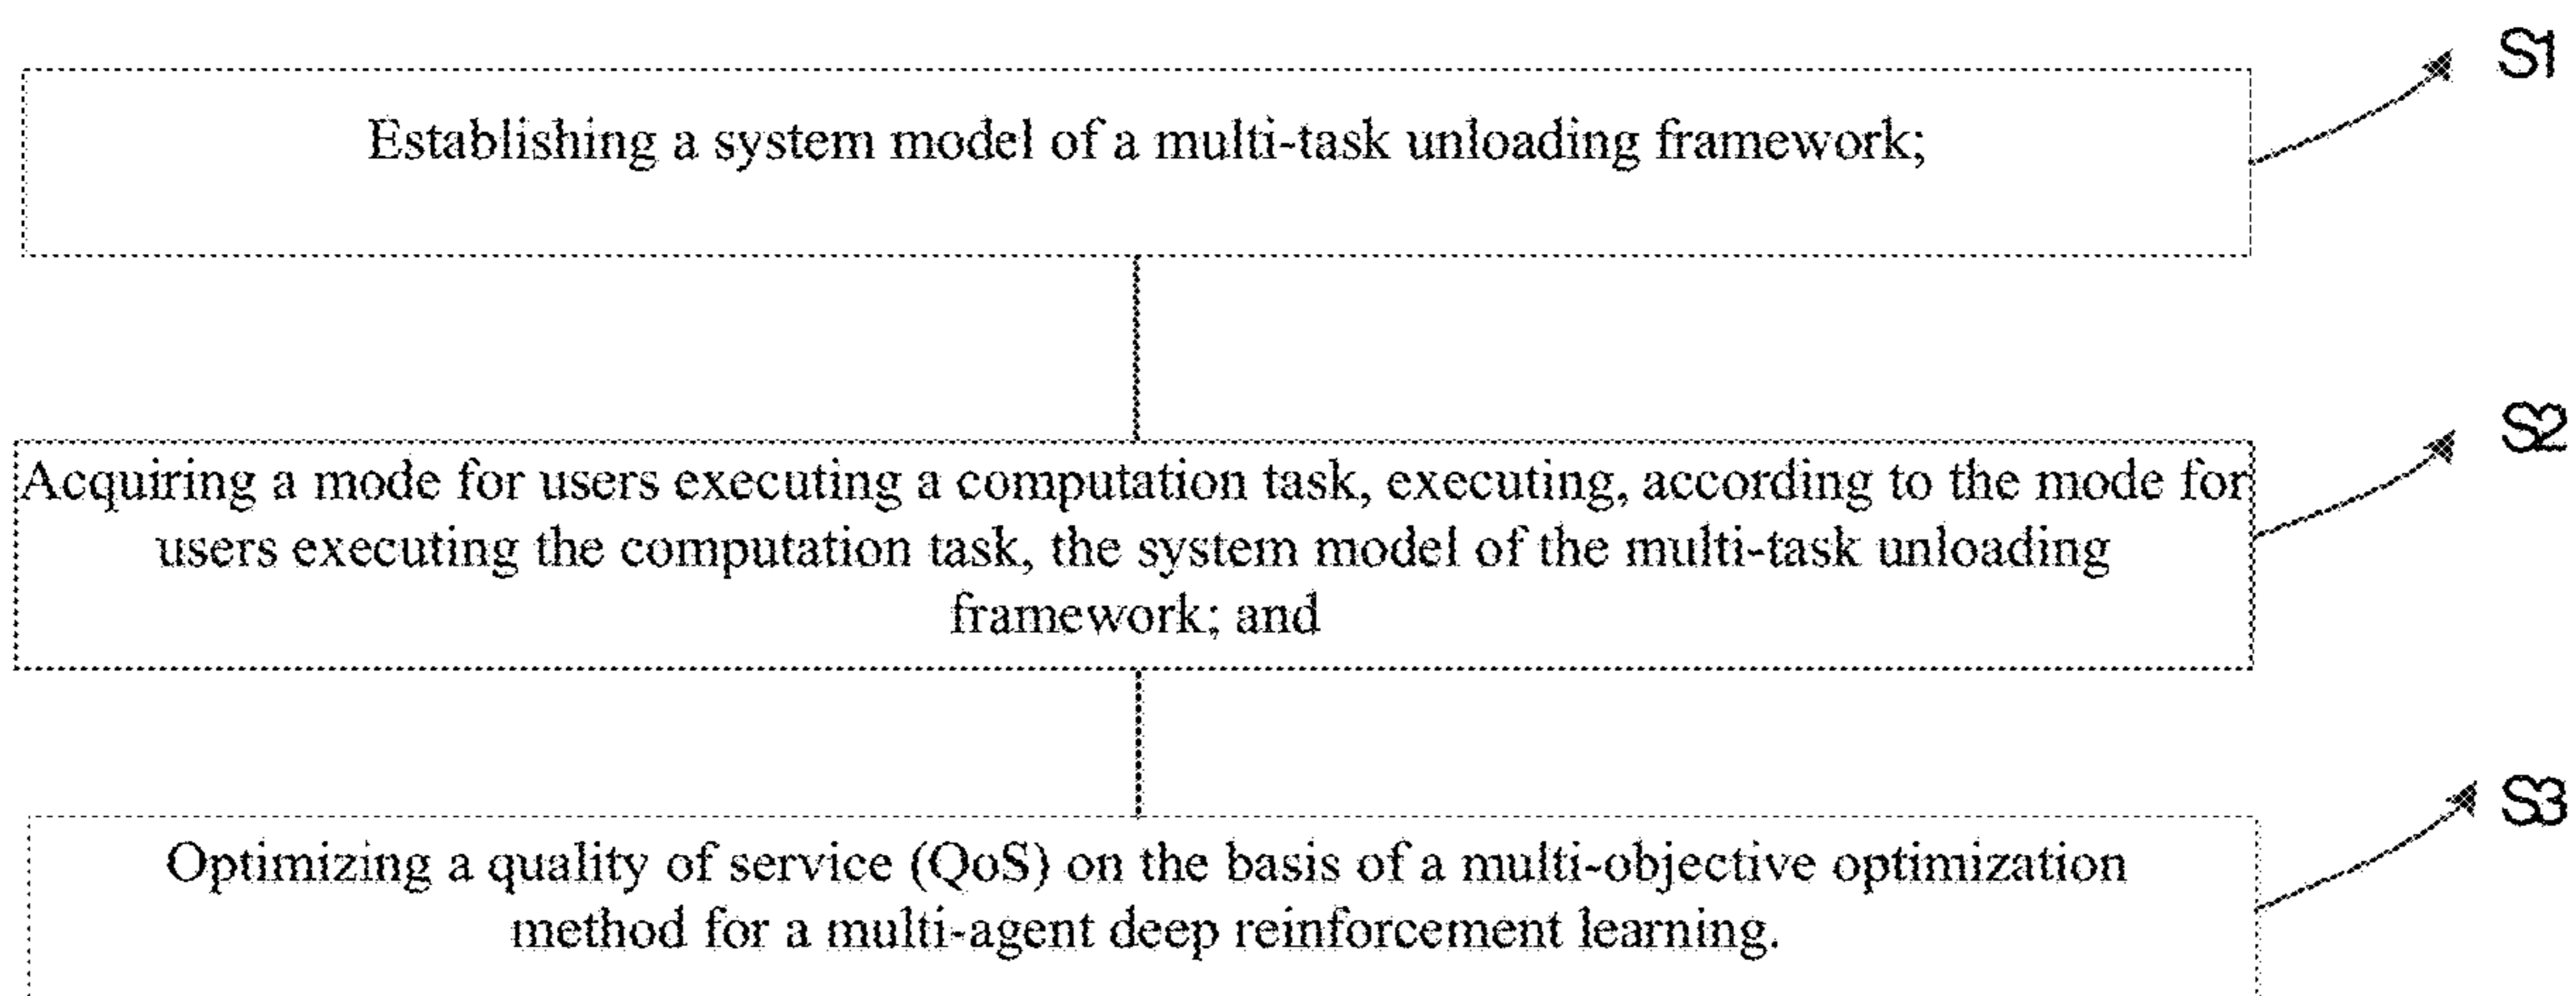 S1
Establishing a system model of a multi-task unloading framework;
S2
Acquiring a mode for users executing a computation task, executing, according to the mode for
users executing the computation task, the system model of the multi-task unloading
framework; and
S3
Optimizing a quality of service (QoS) on the basis of a multi-objective optimization
method for a multi-agent deep reinforcement learning.